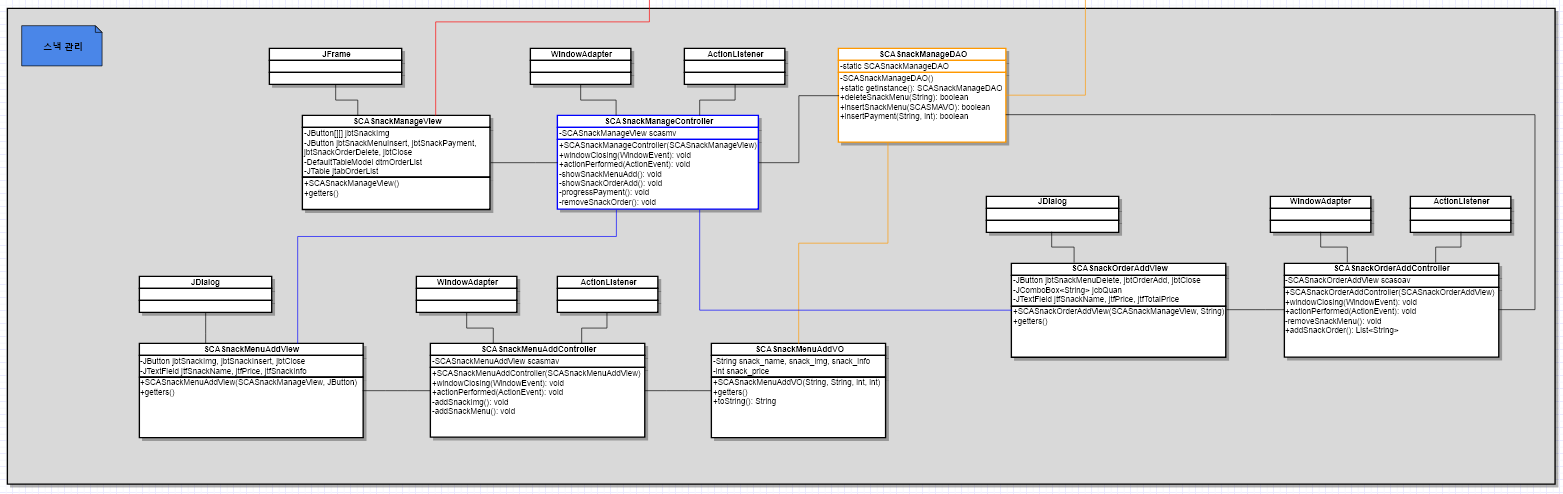 스낵 관리
JFrame
WindowAdapter
ActionListener
SCASnackManageDAO
-static SCASnackManageDAO
-SCASnackManageDAO()
+static getInstance(): SCASnackManageDAO
+deleteSnackMenu(String): boolean
+insertSnackMenu(SCASMAVO): boolean
+insertPayment(String, int): boolean
SCASnackManageView
-JButton[][] jbtSnackImg
-JButton jbtSnackMenuInsert, jbtSnackPayment,
jbtSnackOrderDelete, jbtClose
-DefaultTableModel dtmOrderList
-JTable jtabOrderList
+SCASnackManageView()
+getters()
SCASnackManageController
-SCASnackManageView scasmv
+SCASnackManageController(SCASnackManageView)
+windowClosing(WindowEvent): void
+actionPerformed(ActionEvent): void
-showSnackMenuAdd(): void
-showSnackOrderAdd(): void
-progressPayment(): void
-removeSnackOrder(): void
JDialog
WindowAdapter
ActionListener
SCASnackOrderAddView
-JButton jbtSnackMenuDelete, jbtOrderAdd, jbtClose
-JComboBox<String> jcbQuan
-JTextField jtfSnackName, jtfPrice, jtfTotalPrice
+SCASnackOrderAddView(SCASnackManageView, String)
+getters()
SCASnackOrderAddController
-SCASnackOrderAddView scasoav
+SCASnackOrderAddController(SCASnackOrderAddView)
+windowClosing(WindowEvent): void
+actionPerformed(ActionEvent): void
-removeSnackMenu(): void
+addSnackOrder(): List<String>
JDialog
WindowAdapter
ActionListener
SCASnackMenuAddView
-JButton jbtSnackImg, jbtSnackInsert, jbtClose
-JTextField jtfSnackName, jtfPrice, jtfSnackInfo
+SCASnackMenuAddView(SCASnackManageView, JButton)
+getters()
SCASnackMenuAddController
-SCASnackMenuAddView scasmav
+SCASnackMenuAddController(SCASnackMenuAddView)
+windowClosing(WindowEvent): void
+actionPerformed(ActionEvent): void
-addSnackImg(): void
-addSnackMenu(): void
SCASnackMenuAddVO
-String snack_name, snack_img, snack_info
-int snack_price
+SCASnackMenuAddVO(String, String, int, int)
+getters()
+toString(): String